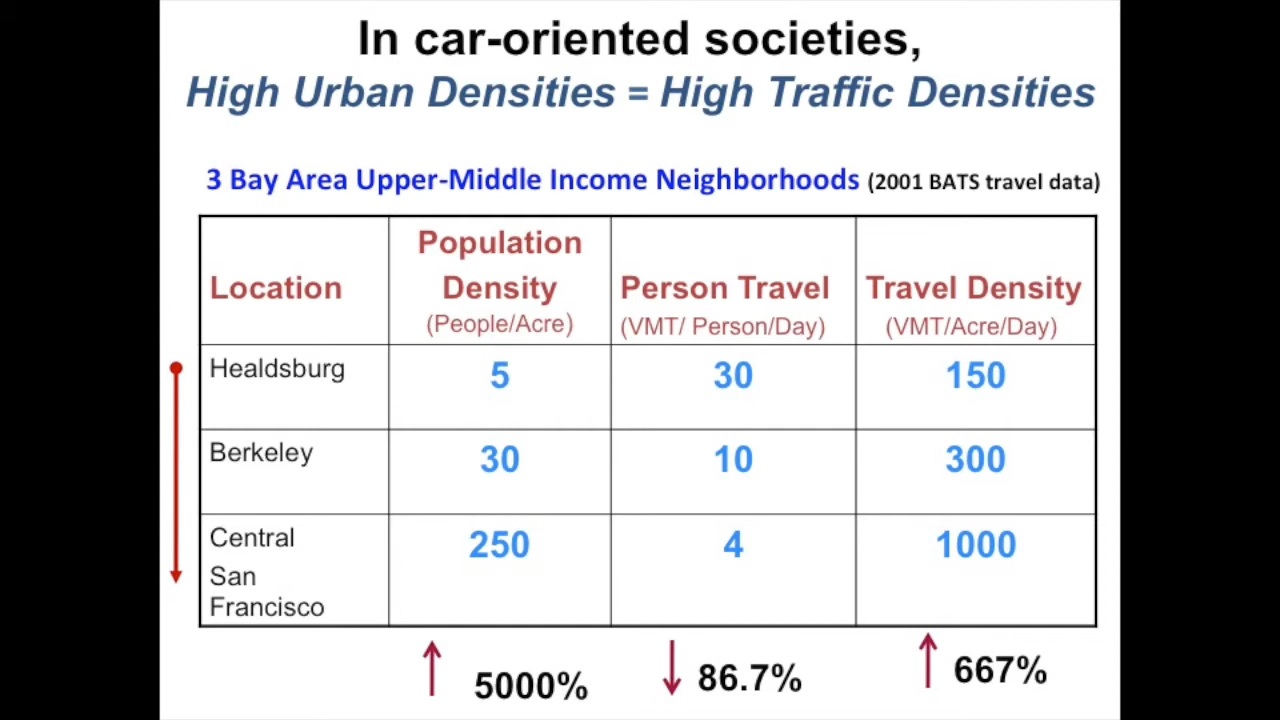 In car-oriented societies,
High Urban Densities = High Traffic Densities
3 Bay Area Upper-Middle Income Neighborhoods (2001 BATS travel data)
Location
Population
Density
(People/Acre)
Person Travel
(VMT/ Person/Day)
Travel Density
(VMT/Acre/Day)
Healdsburg
5
30
150
Berkeley
30
10
300
Central
San
Francisco
250
4
1000
5000%
86.7%
667%